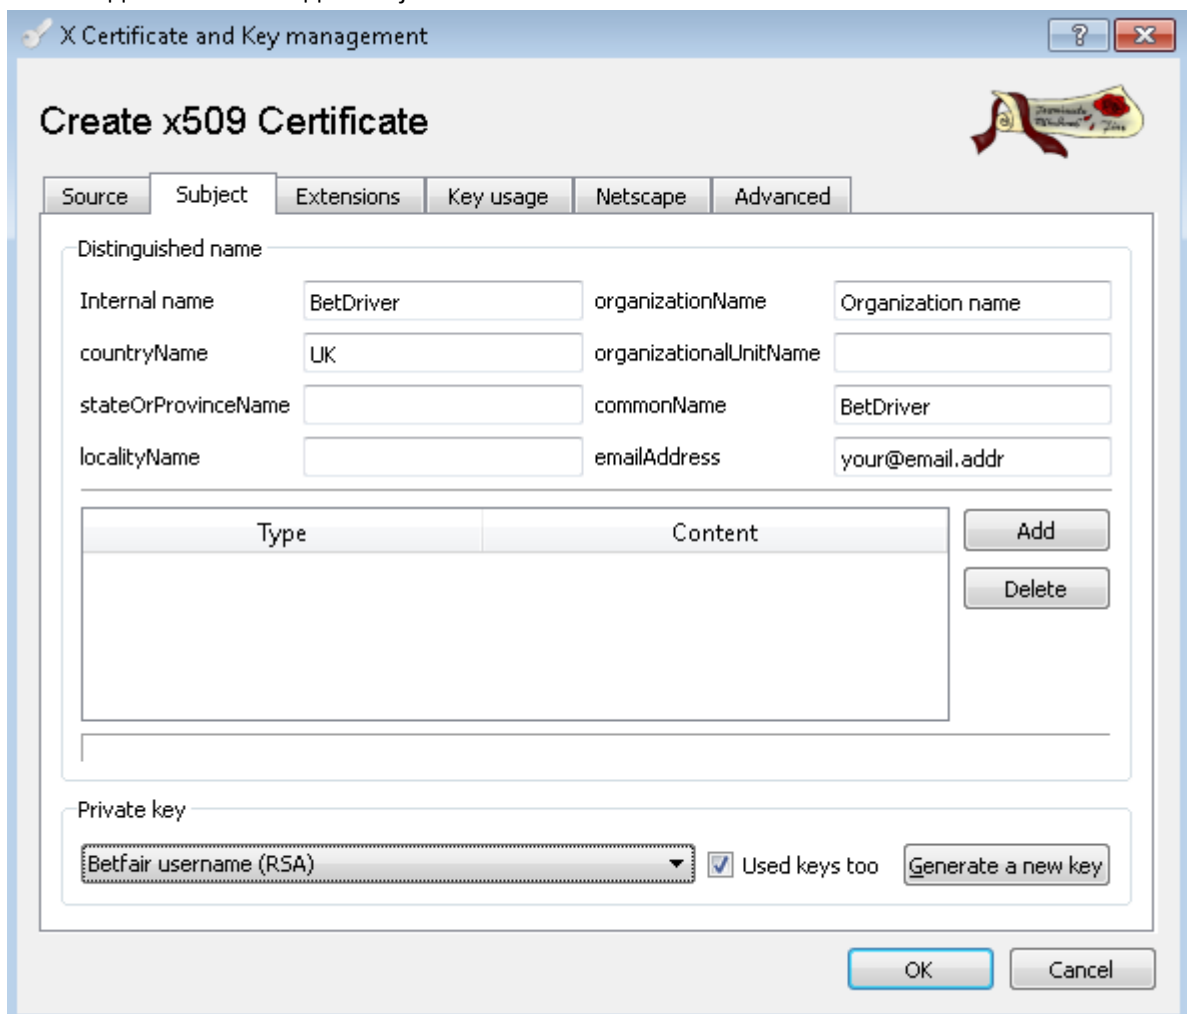 X Certificate and Key management
Create x509 Certificate
Source Subject Extensions Key usage Netscape Advanced
Distinguished name
Internal name BetDriver organizationName Organization name
countryName UK organizationalUnitName
stateOrProvinceName commonName BetDriver
localityName emailAddress your@email.addr
Type Content Add
Delete
Private key
Betfair username (RSA) Used keys too Generate a new key
OK Cancel